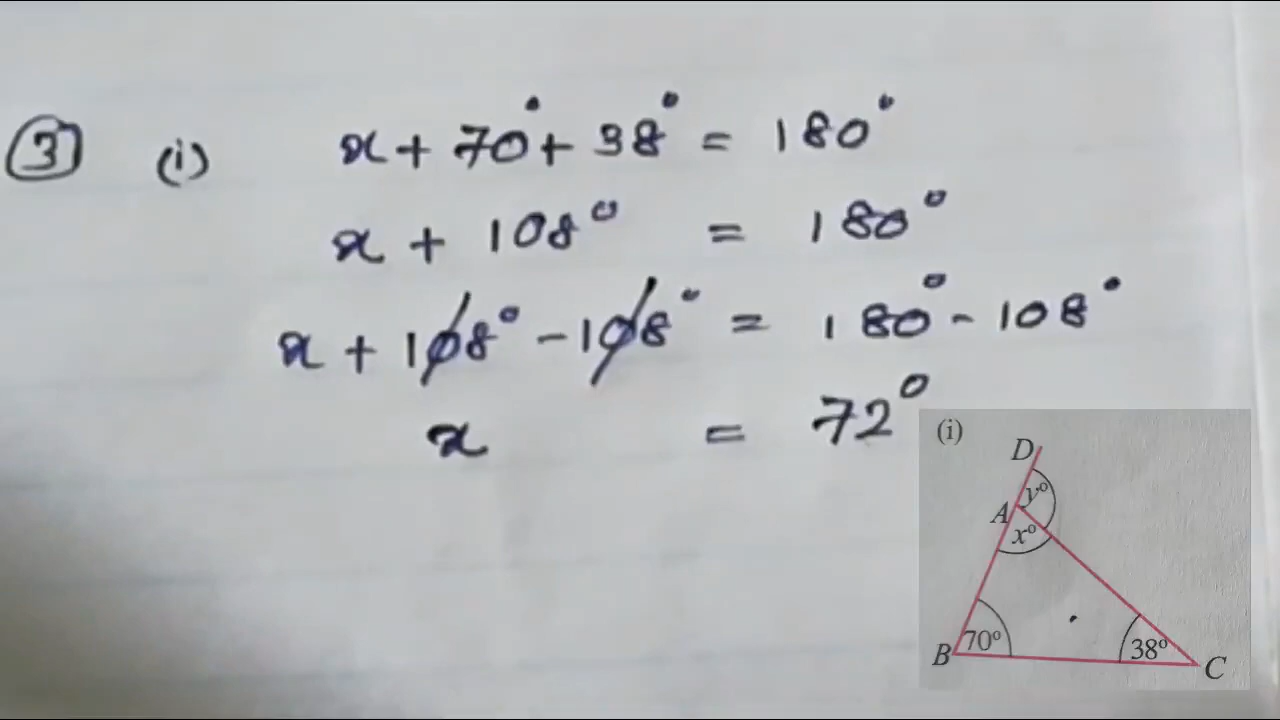 3 (i) x + 70° + 38° = 180°
x + 108° = 180°
x + 108° - 108° = 180° - 108°
x = 72°
(i)
D
y°
A
x°
B 70° 38° C